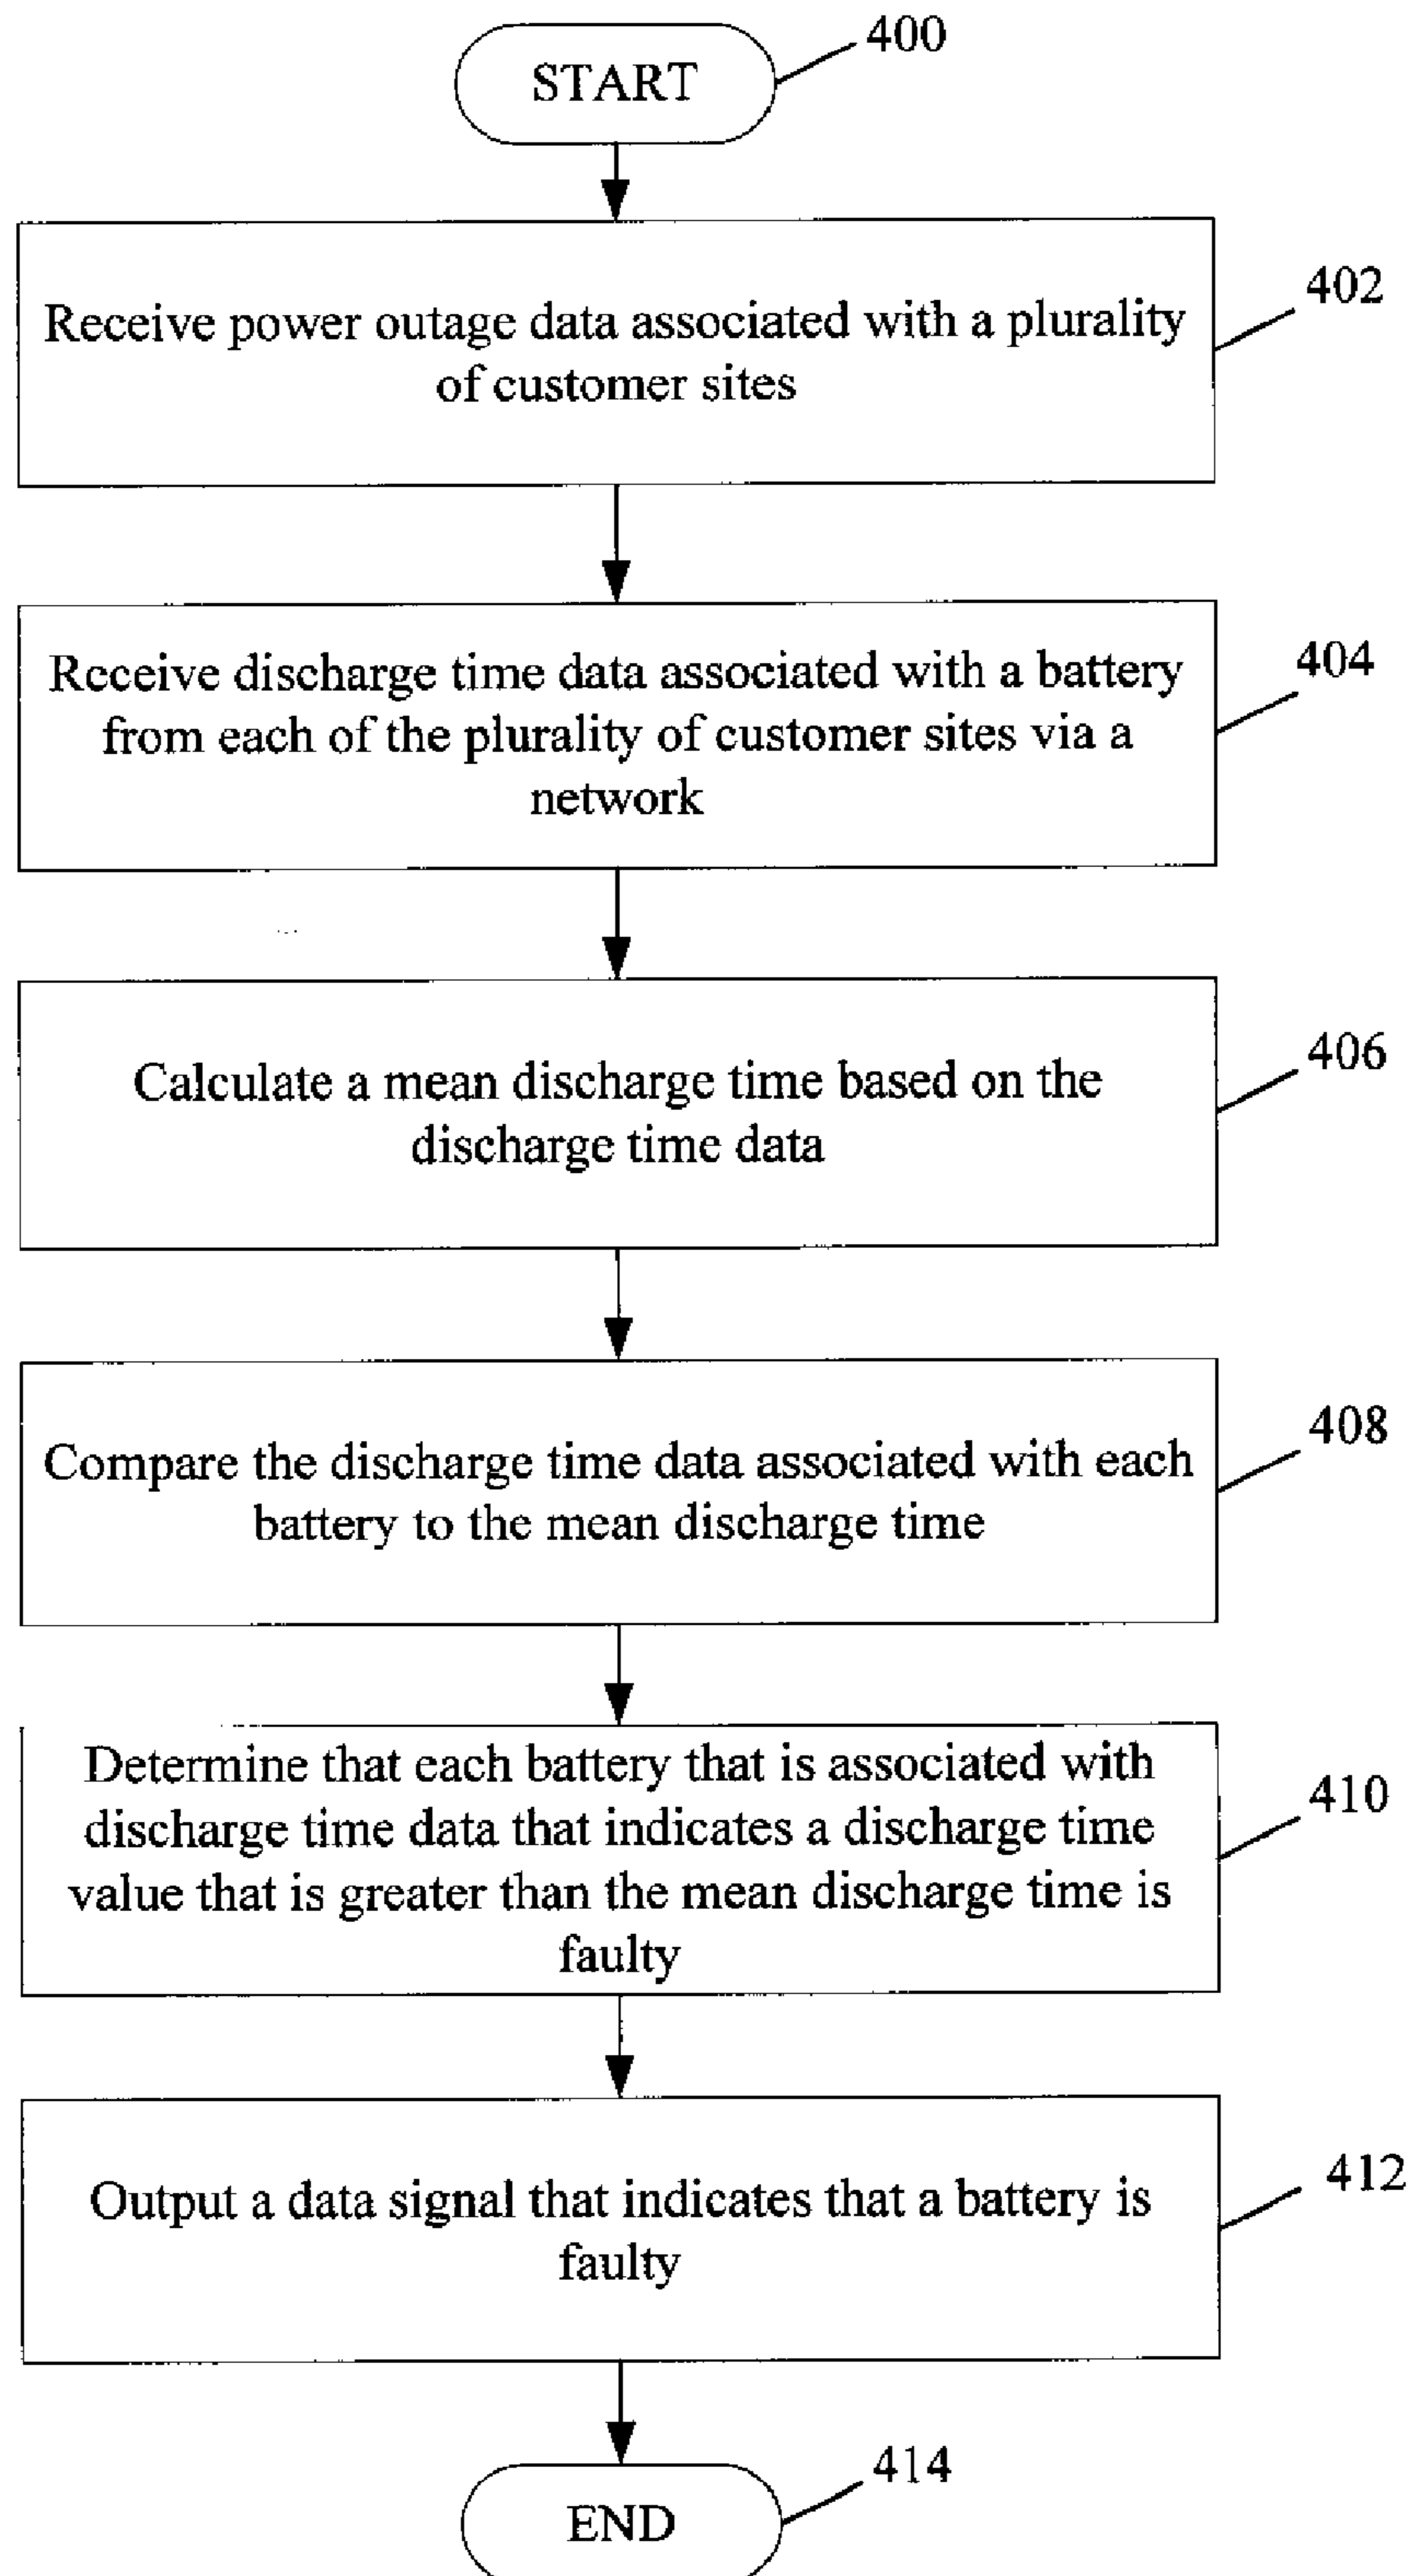 START
400
Receive power outage data associated with a plurality
of customer sites
402
Receive discharge time data associated with a battery
from each of the plurality of customer sites via a
network
404
Calculate a mean discharge time based on the
discharge time data
406
Compare the discharge time data associated with each
battery to the mean discharge time
408
Determine that each battery that is associated with
discharge time data that indicates a discharge time
value that is greater than the mean discharge time is
faulty
410
Output a data signal that indicates that a battery is
faulty
412
END
414